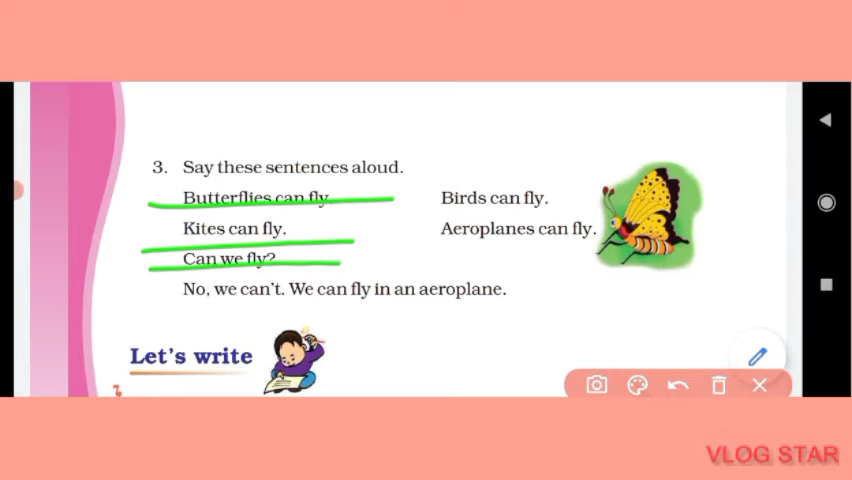 3. Say these sentences aloud.
Butterflies can fly.
Birds can fly.
Kites can fly.
Aeroplanes can fly.
Can we fly?
No, we can't. We can fly in an aeroplane.
Let's write
VLOG STAR